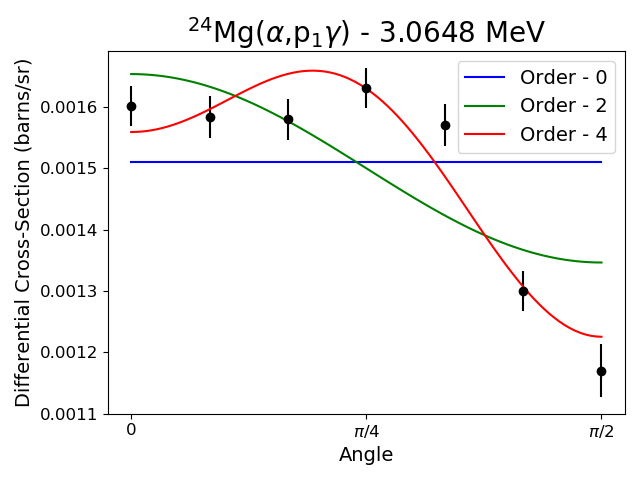 ²⁴Mg(α,p₁γ) - 3.0648 MeV
Differential Cross-Section (barns/sr)
0.0016
0.0015
0.0014
0.0013
0.0012
0.0011
Order - 0
Order - 2
Order - 4
0
π/4
π/2
Angle